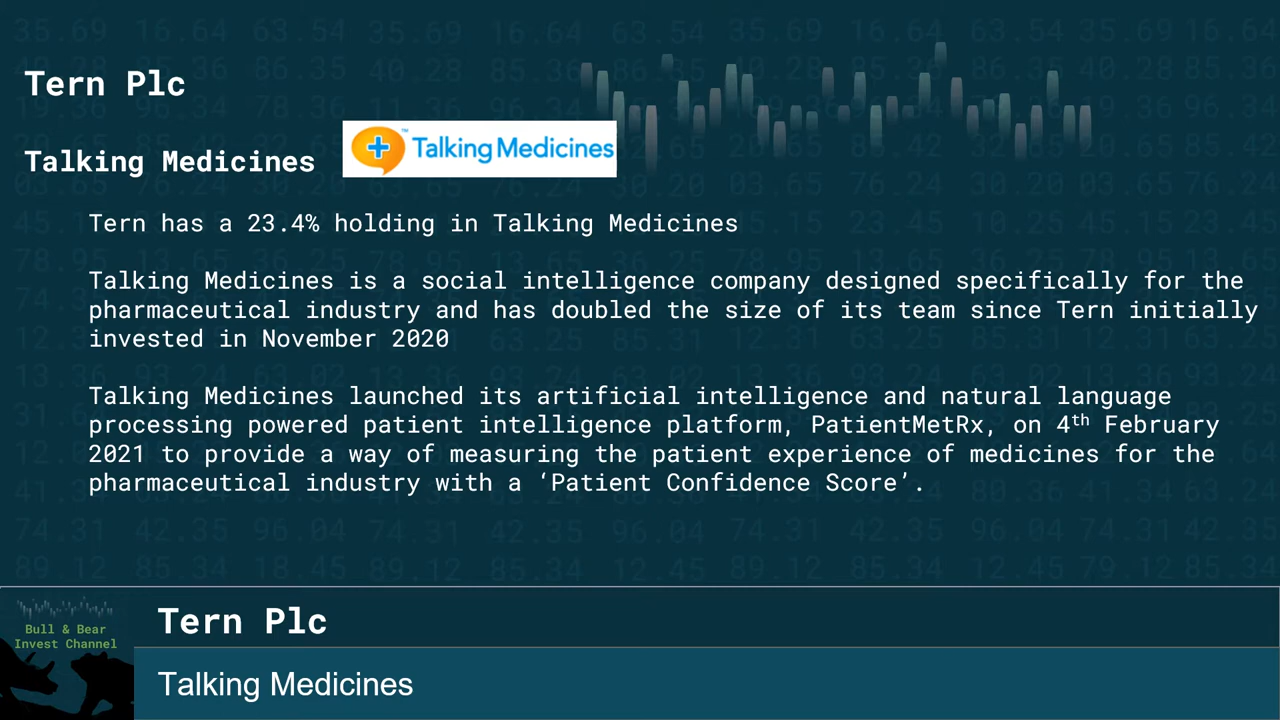 Tern Plc
Talking Medicines
Talking Medicines™
Tern has a 23.4% holding in Talking Medicines
Talking Medicines is a social intelligence company designed specifically for the
pharmaceutical industry and has doubled the size of its team since Tern initially
invested in November 2020
Talking Medicines launched its artificial intelligence and natural language
processing powered patient intelligence platform, PatientMetRx, on 4th February
2021 to provide a way of measuring the patient experience of medicines for the
pharmaceutical industry with a ‘Patient Confidence Score’.
Bull & Bear
Invest Channel
Tern Plc
Talking Medicines